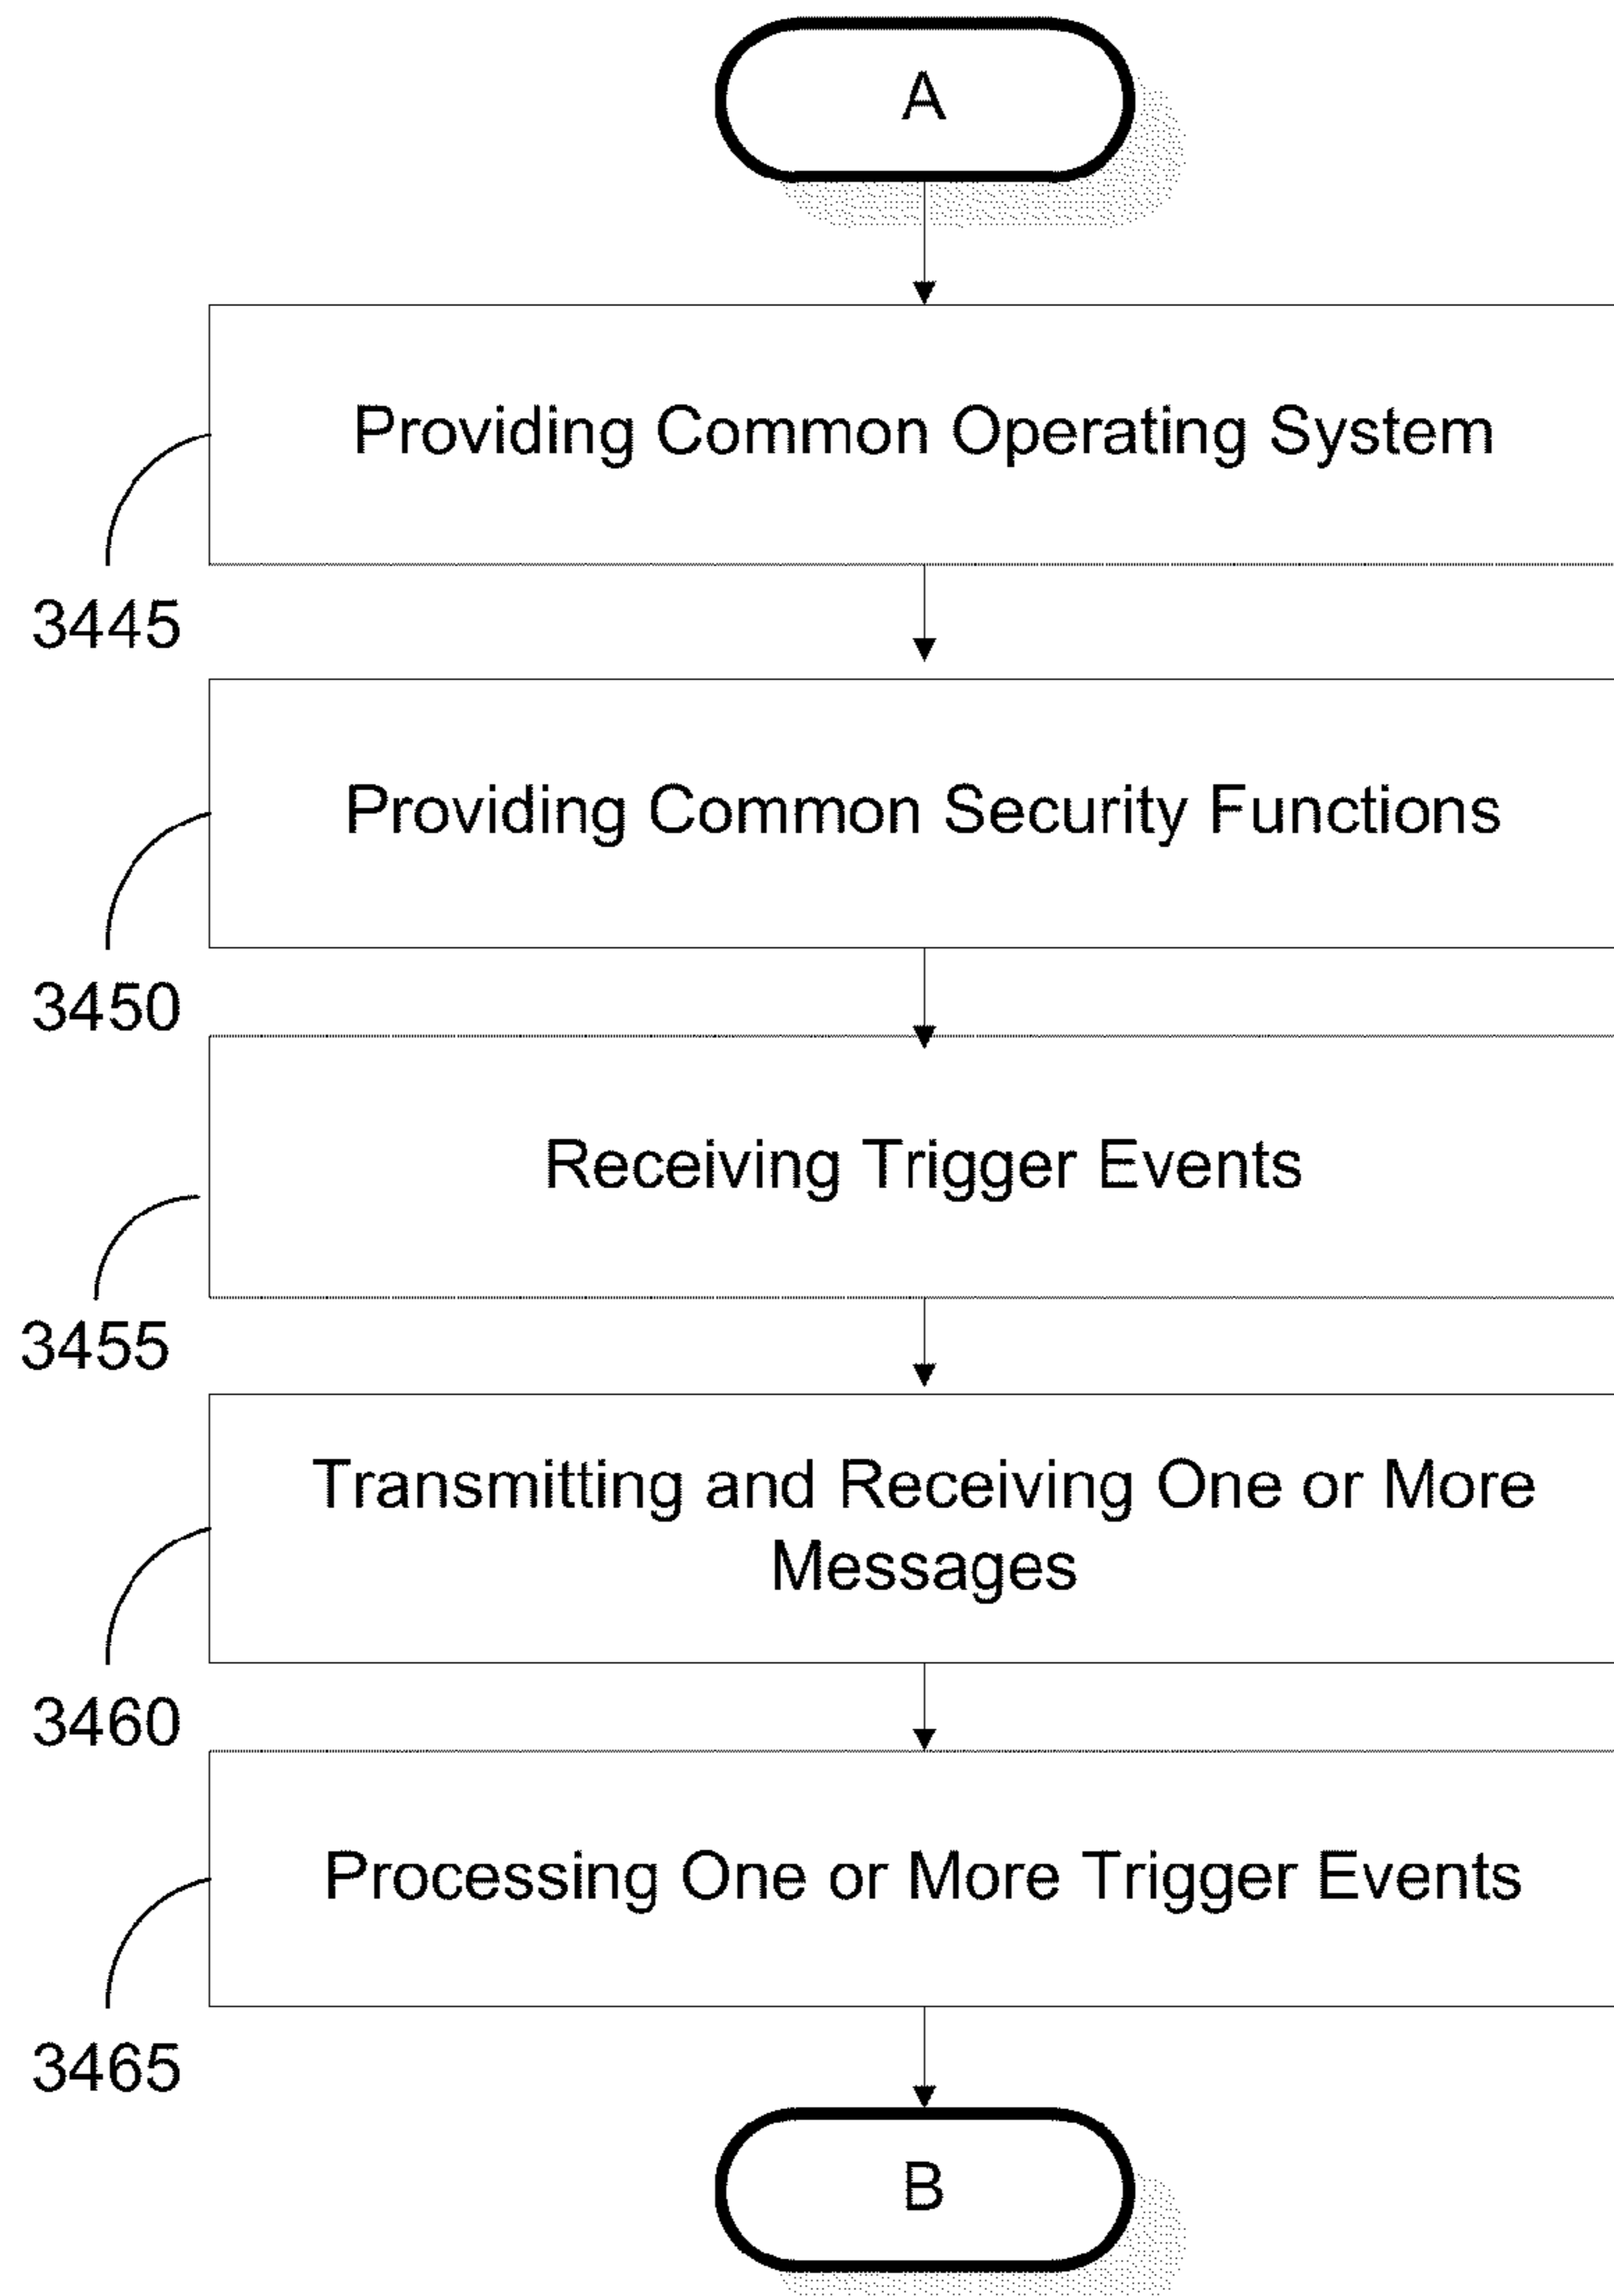 A
Providing Common Operating System
3445
Providing Common Security Functions
3450
Receiving Trigger Events
3455
Transmitting and Receiving One or More
Messages
3460
Processing One or More Trigger Events
3465
B